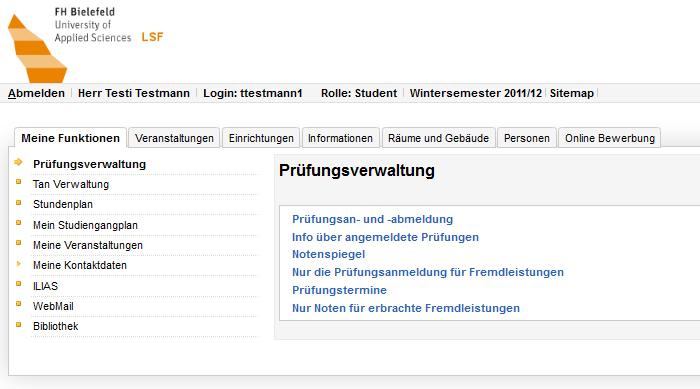 FH Bielefeld
University of
Applied Sciences LSF
Abmelden Herr Testi Testmann Login: ttestmann1 Rolle: Student Wintersemester 2011/12 Sitemap
Meine Funktionen Veranstaltungen Einrichtungen Informationen Räume und Gebäude Personen Online Bewerbung
Prüfungsverwaltung
Tan Verwaltung
Stundenplan
Mein Studiengangplan
Meine Veranstaltungen
Meine Kontaktdaten
ILIAS
WebMail
Bibliothek
Prüfungsverwaltung
Prüfungsan- und -abmeldung
Info über angemeldete Prüfungen
Notenspiegel
Nur die Prüfungsanmeldung für Fremdleistungen
Prüfungstermine
Nur Noten für erbrachte Fremdleistungen